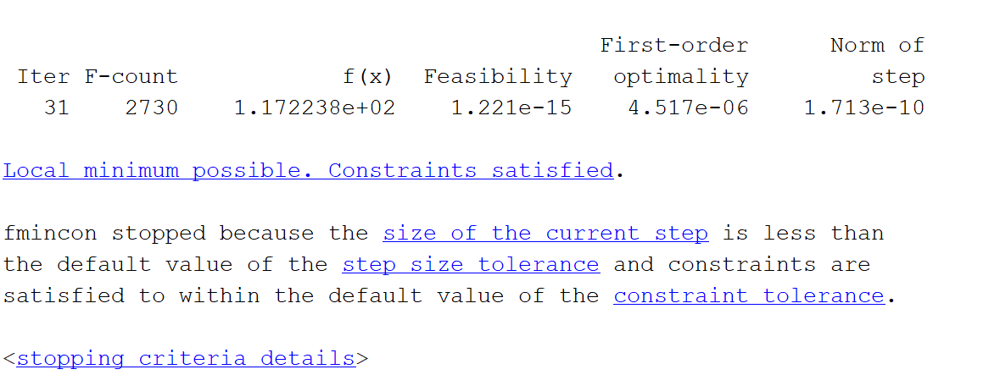 First-order Norm of
Iter F-count f(x) Feasibility optimality step
31 2730 1.172238e+02 1.221e-15 4.517e-06 1.713e-10
Local minimum possible. Constraints satisfied.
fmincon stopped because the size of the current step is less than
the default value of the step size tolerance and constraints are
satisfied to within the default value of the constraint tolerance.
<stopping criteria details>